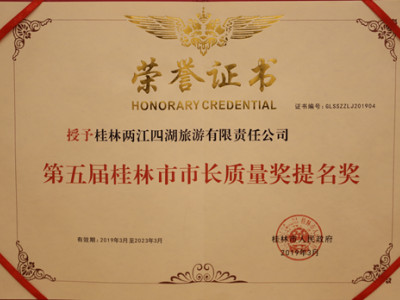 荣誉证书
HONORARY CREDENTIAL
证书编号：GLSSZZLJ201904
授予桂林两江四湖旅游有限责任公司
第五届桂林市市长质量奖提名奖
有效期：2019年3月至2023年3月
桂林市人民政府
2019年3月